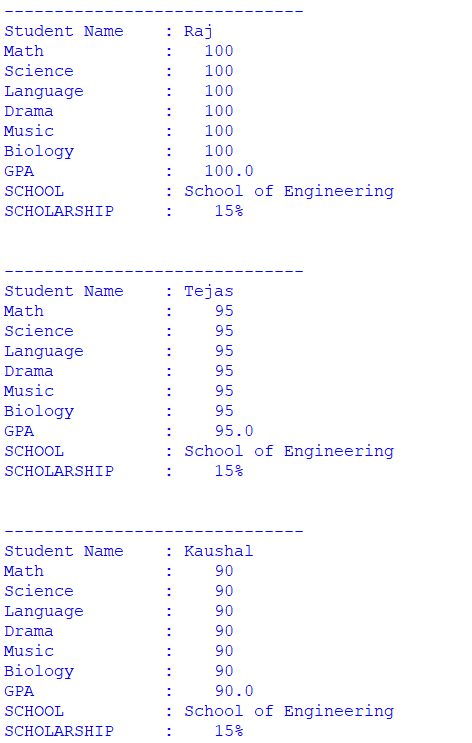 ------------------------------
Student Name    : Raj
Math            :   100
Science         :   100
Language        :   100
Drama           :   100
Music           :   100
Biology         :   100
GPA             :   100.0
SCHOOL          : School of Engineering
SCHOLARSHIP     :    15%
------------------------------
Student Name    : Tejas
Math            :    95
Science         :    95
Language        :    95
Drama           :    95
Music           :    95
Biology         :    95
GPA             :    95.0
SCHOOL          : School of Engineering
SCHOLARSHIP     :    15%
------------------------------
Student Name    : Kaushal
Math            :    90
Science         :    90
Language        :    90
Drama           :    90
Music           :    90
Biology         :    90
GPA             :    90.0
SCHOOL          : School of Engineering
SCHOLARSHIP     :    15%